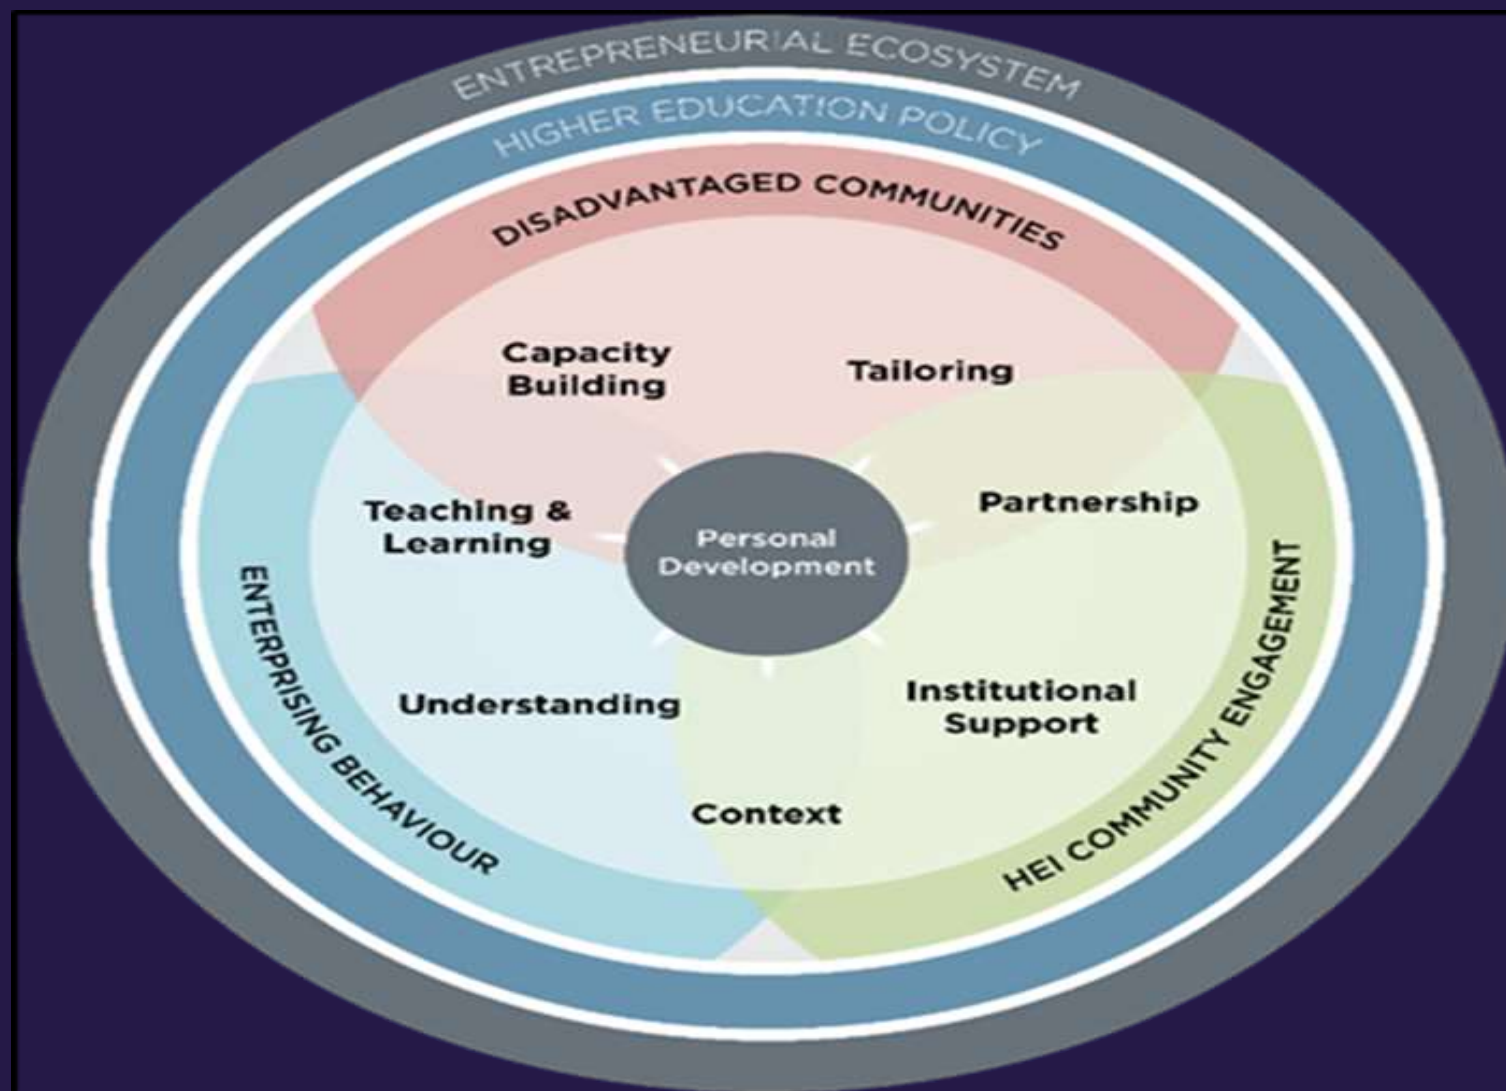 ENTREPRENEURIAL ECOSYSTEM
HIGHER EDUCATION POLICY
DISADVANTAGED COMMUNITIES
Capacity
Building
Tailoring
Teaching &
Learning
Partnership
Personal
Development
ENTERPRISING BEHAVIOUR
HEI COMMUNITY ENGAGEMENT
Understanding
Institutional
Support
Context